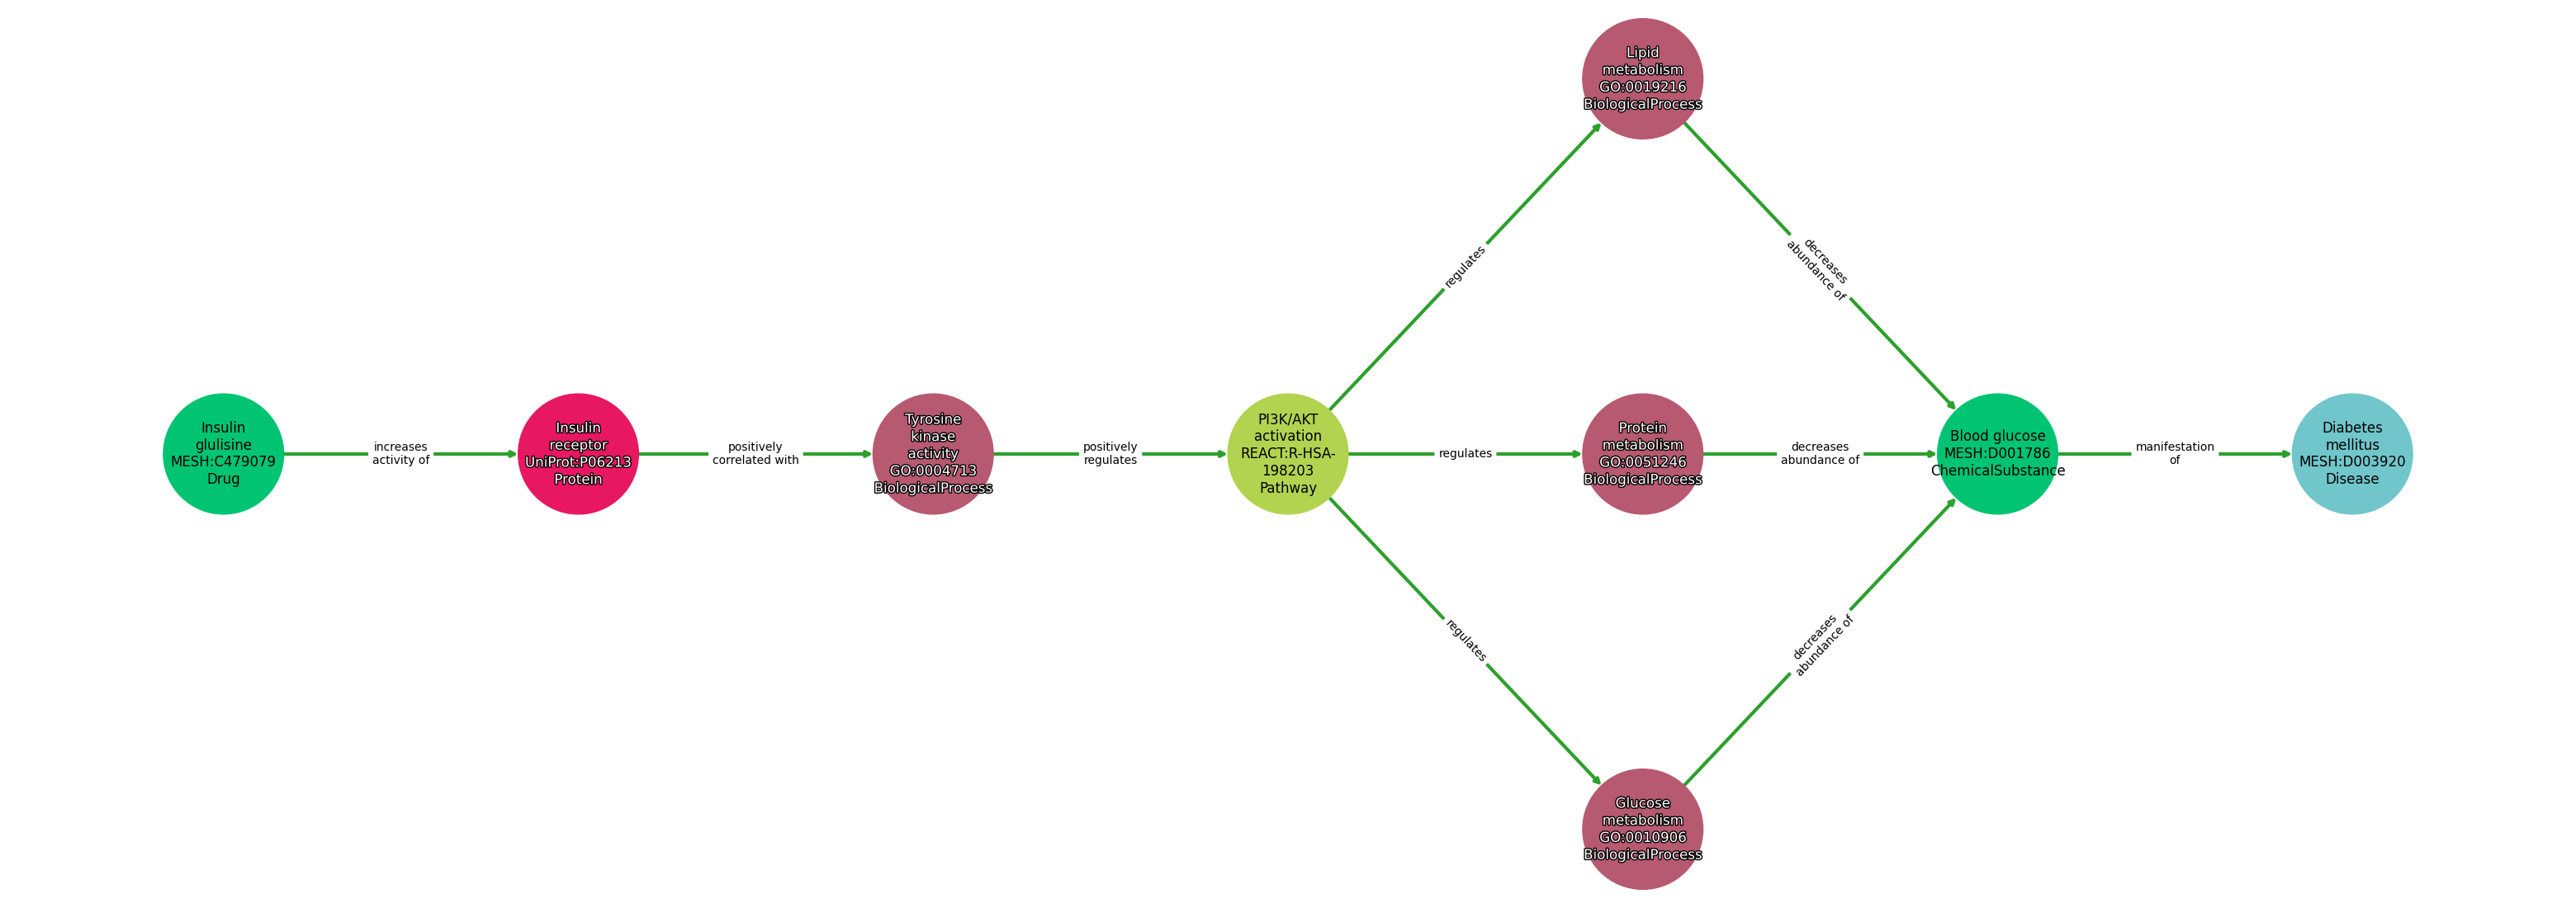 Insulin
glulisine
MESH:C479079
Drug
increases
activity of
Insulin
receptor
UniProt:P06213
Protein
positively
correlated with
Tyrosine
kinase
activity
GO:0004713
BiologicalProcess
positively
regulates
PI3K/AKT
activation
REACT:R-HSA-
198203
Pathway
regulates
Lipid
metabolism
GO:0019216
BiologicalProcess
decreases
abundance of
regulates
Protein
metabolism
GO:0051246
BiologicalProcess
decreases
abundance of
regulates
Glucose
metabolism
GO:0010906
BiologicalProcess
decreases
abundance of
Blood glucose
MESH:D001786
ChemicalSubstance
manifestation
of
Diabetes
mellitus
MESH:D003920
Disease